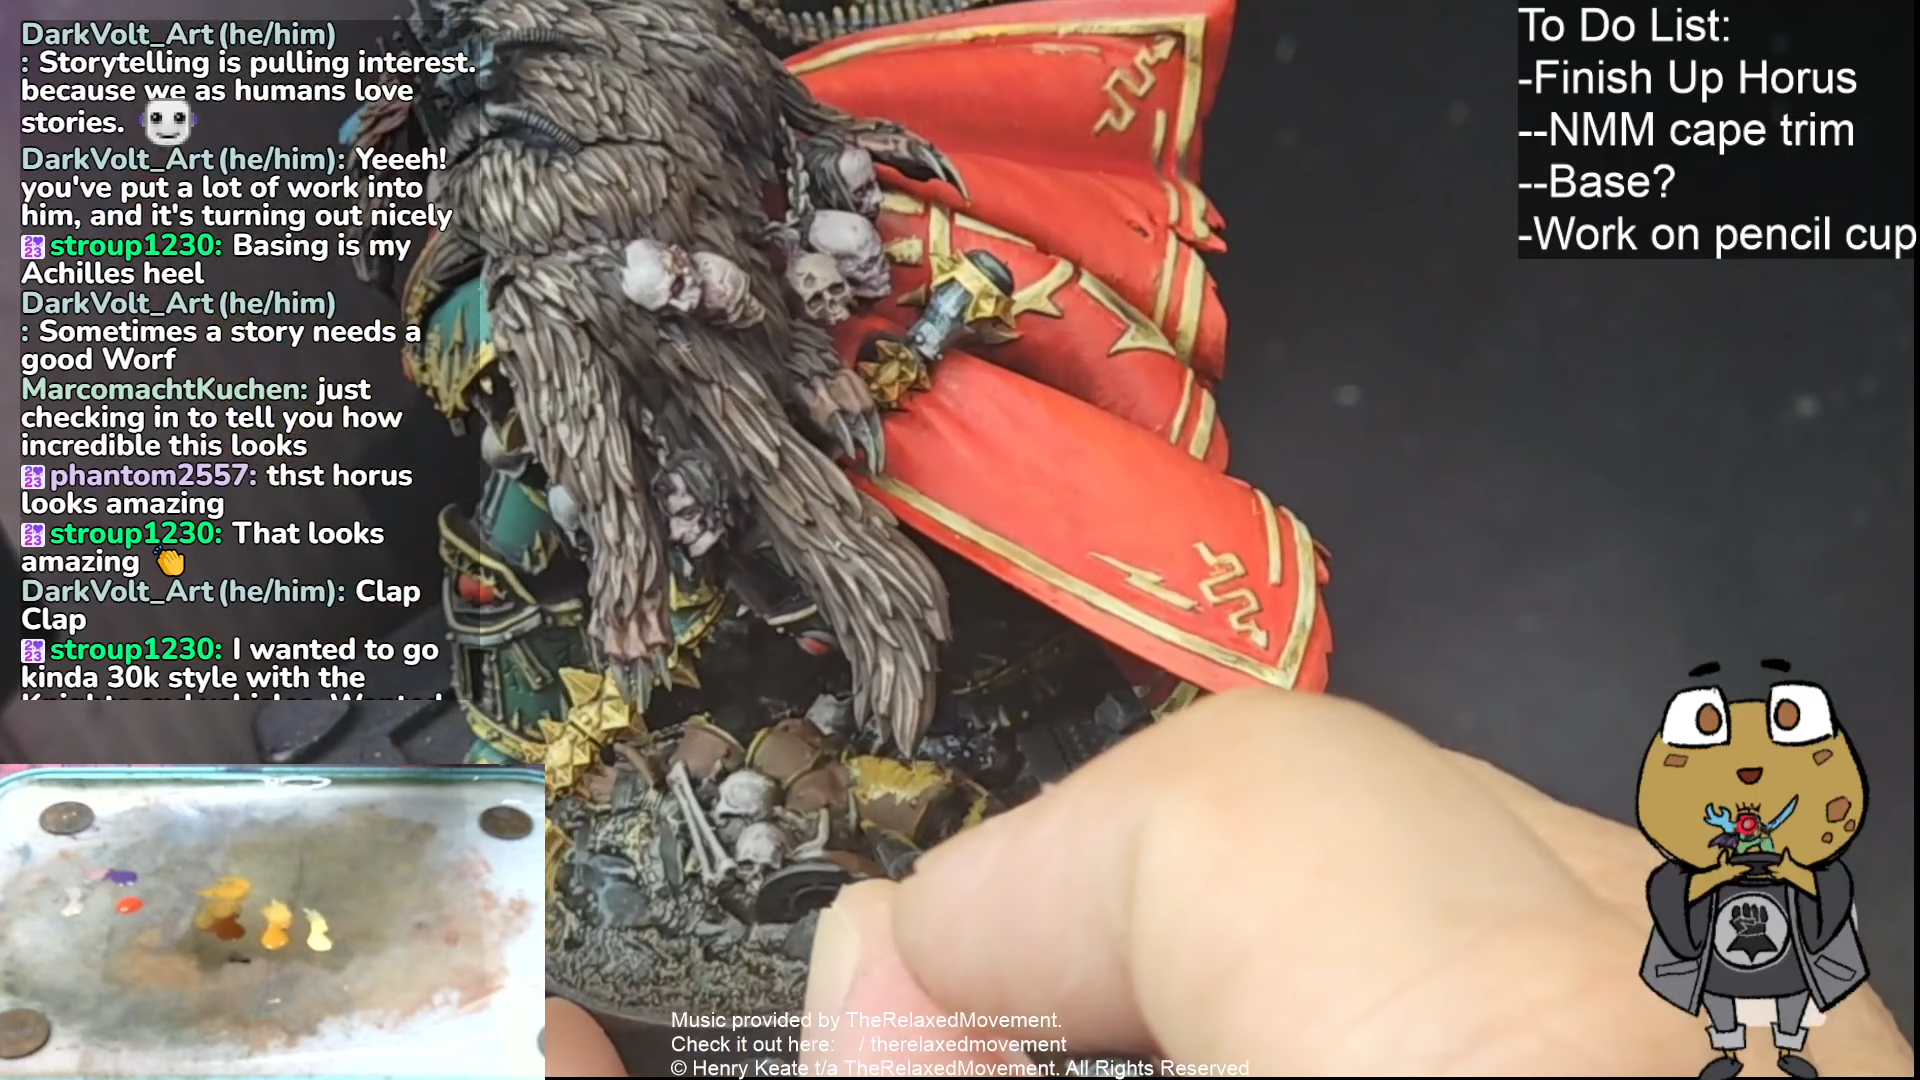 DarkVolt_Art (he/him)
: Storytelling is pulling interest.
because we as humans love
stories.
DarkVolt_Art (he/him): Yeeeh!
you've put a lot of work into
him, and it's turning out nicely
stroup1230: Basing is my
Achilles heel
DarkVolt_Art (he/him)
: Sometimes a story needs a
good Worf
MarcomachtKuchen: just
checking in to tell you how
incredible this looks
phantom2557: thst horus
looks amazing
stroup1230: That looks
amazing 👏
DarkVolt_Art (he/him): Clap
Clap
stroup1230: I wanted to go
kinda 30k style with the
Knights and vehicles. Wanted
To Do List:
-Finish Up Horus
--NMM cape trim
--Base?
-Work on pencil cup
Music provided by TheRelaxedMovement.
Check it out here: / therelaxedmovement
© Henry Keate t/a TheRelaxedMovement. All Rights Reserved